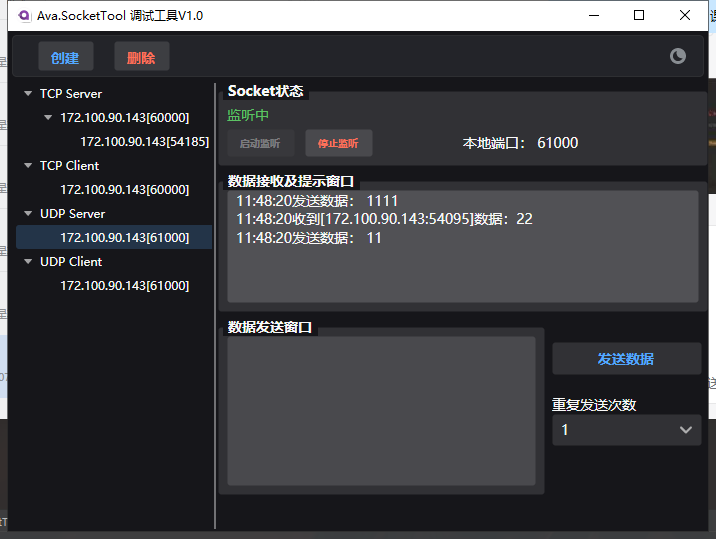 Ava.SocketTool 调试工具V1.0
创建
删除
TCP Server
172.100.90.143[60000]
172.100.90.143[54185]
TCP Client
172.100.90.143[60000]
UDP Server
172.100.90.143[61000]
UDP Client
172.100.90.143[61000]
Socket状态
监听中
启动监听
停止监听
本地端口： 61000
数据接收及提示窗口
11:48:20发送数据： 1111
11:48:20收到[172.100.90.143:54095]数据：22
11:48:20发送数据： 11
数据发送窗口
发送数据
重复发送次数
1